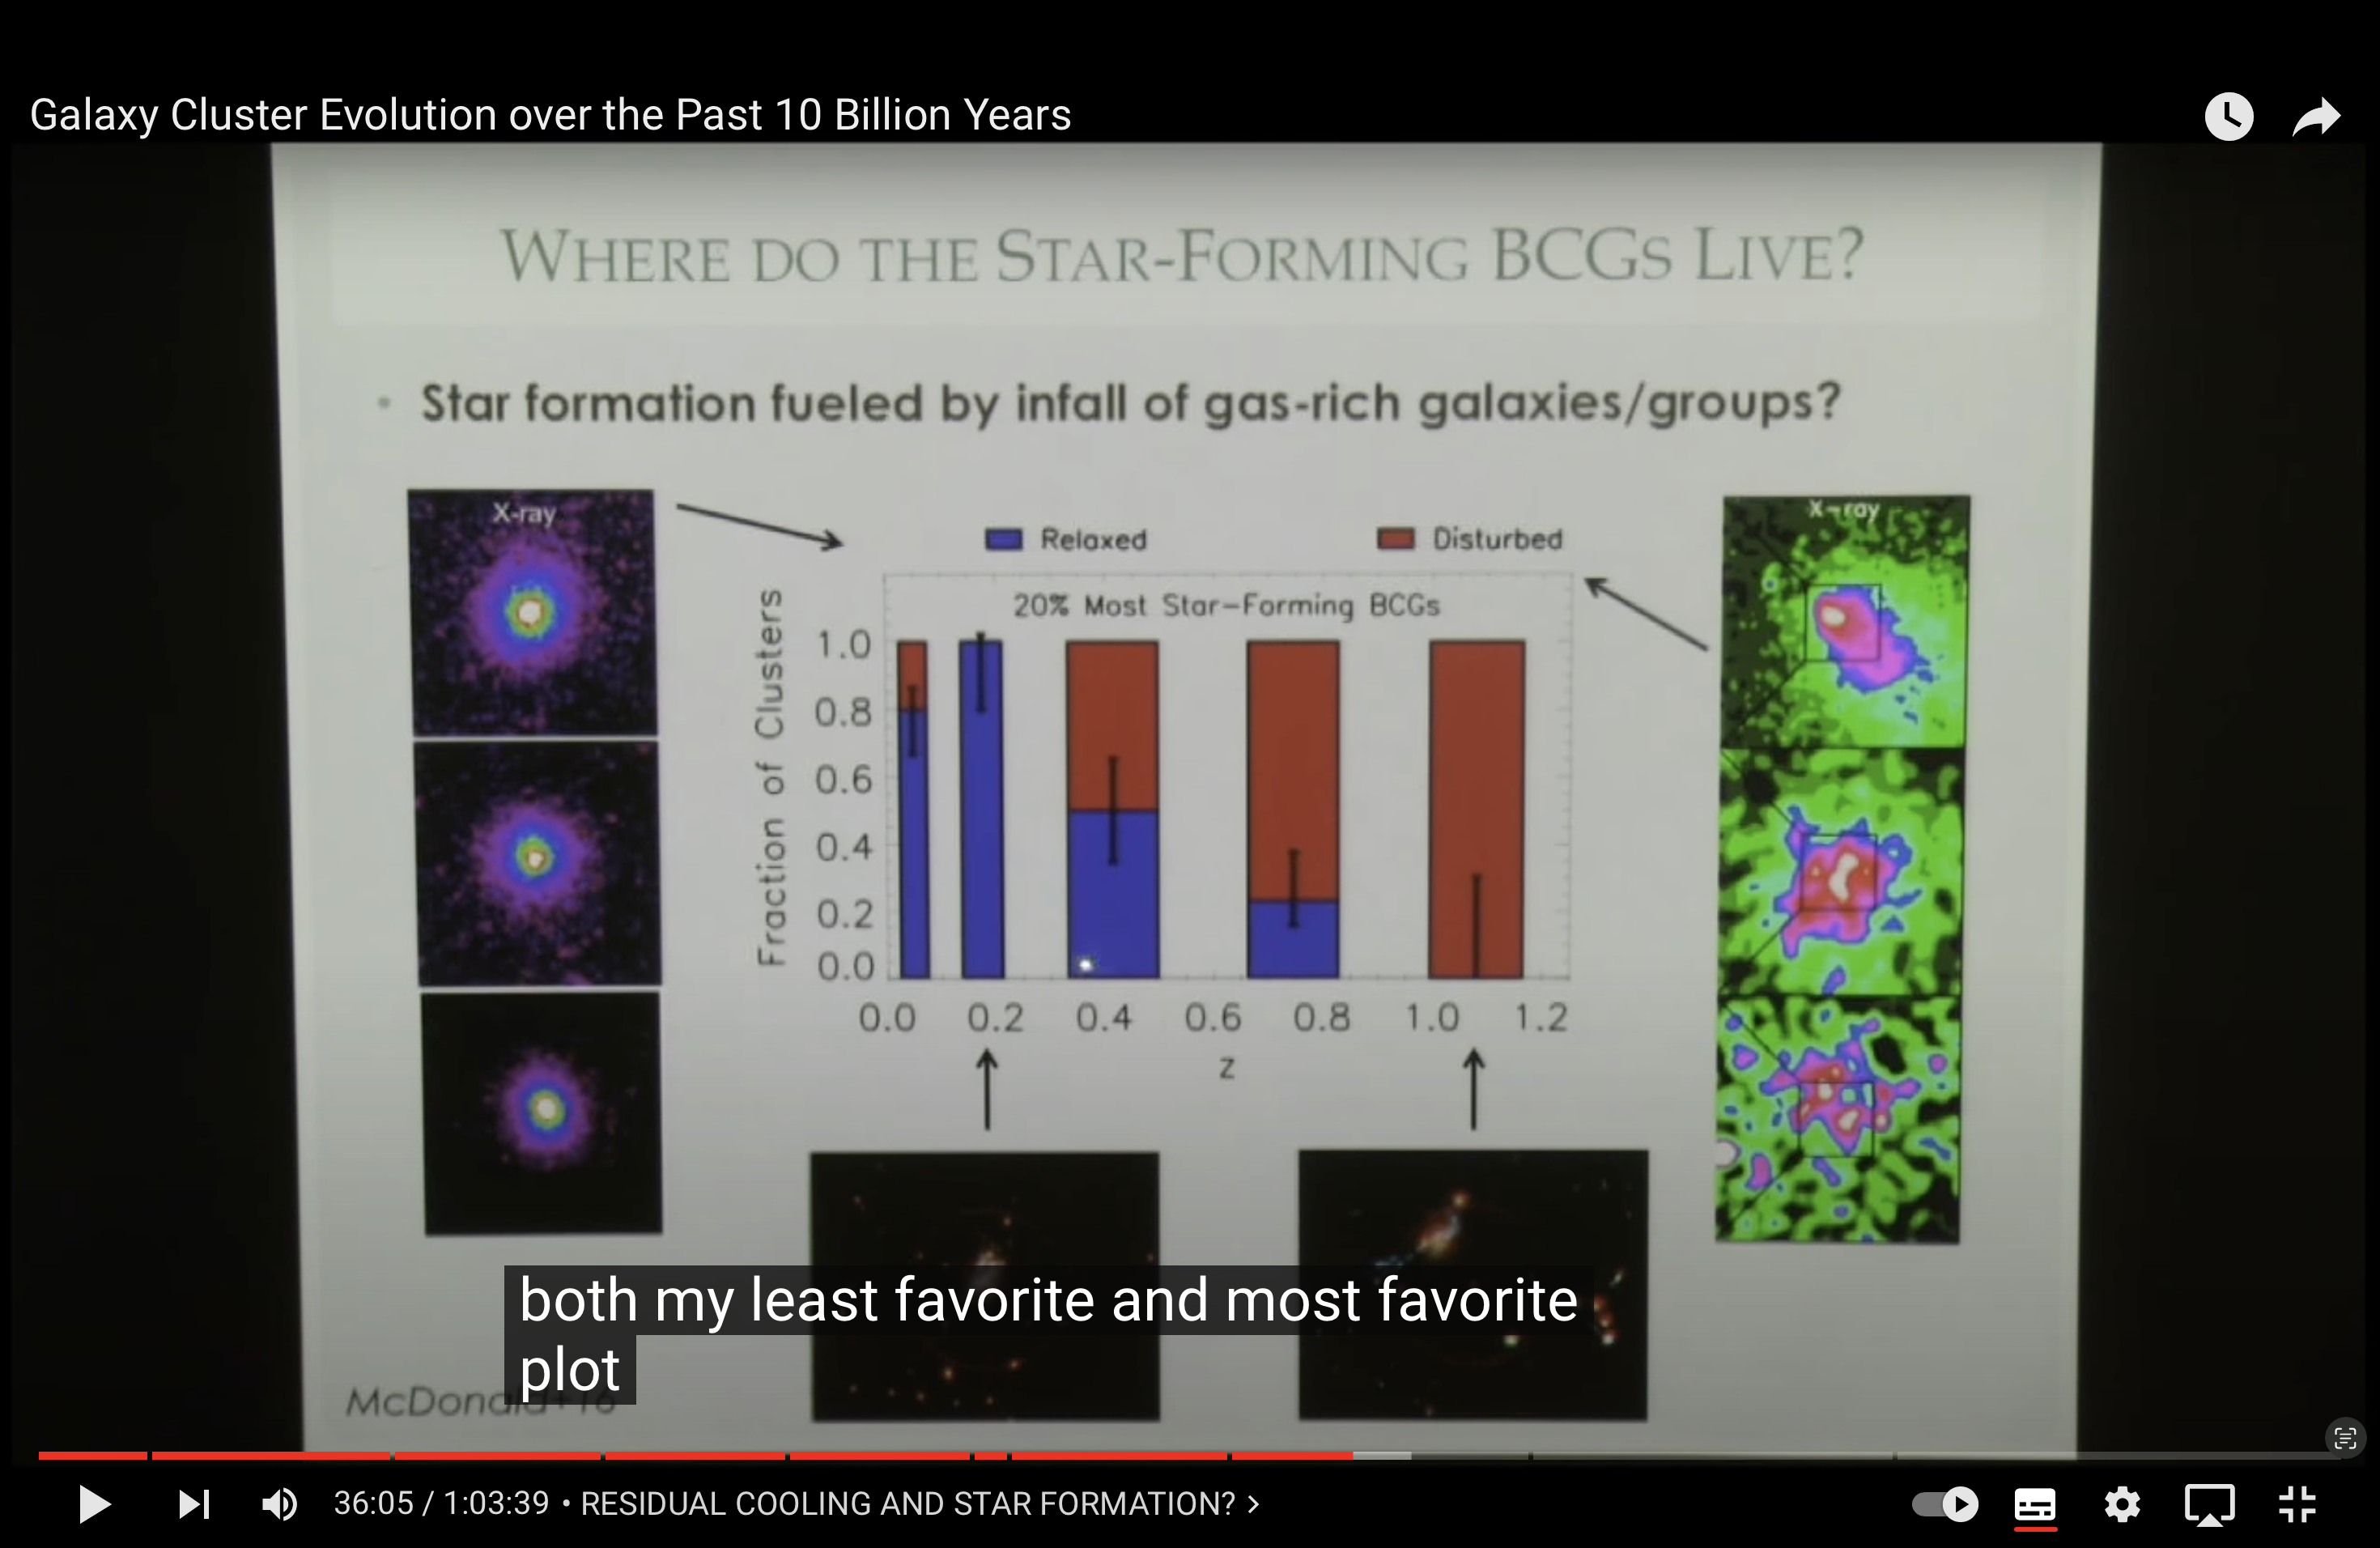 Galaxy Cluster Evolution over the Past 10 Billion Years
WHERE DO THE STAR-FORMING BCGS LIVE?
• Star formation fueled by infall of gas-rich galaxies/groups?
X-ray
X-ray
Relaxed
Disturbed
20% Most Star-Forming BCGs
Fraction of Clusters
1.0
0.8
0.6
0.4
0.2
0.0
0.0 0.2 0.4 0.6 0.8 1.0 1.2
z
both my least favorite and most favorite
plot
McDonald+16
36:05 / 1:03:39 • RESIDUAL COOLING AND STAR FORMATION? >